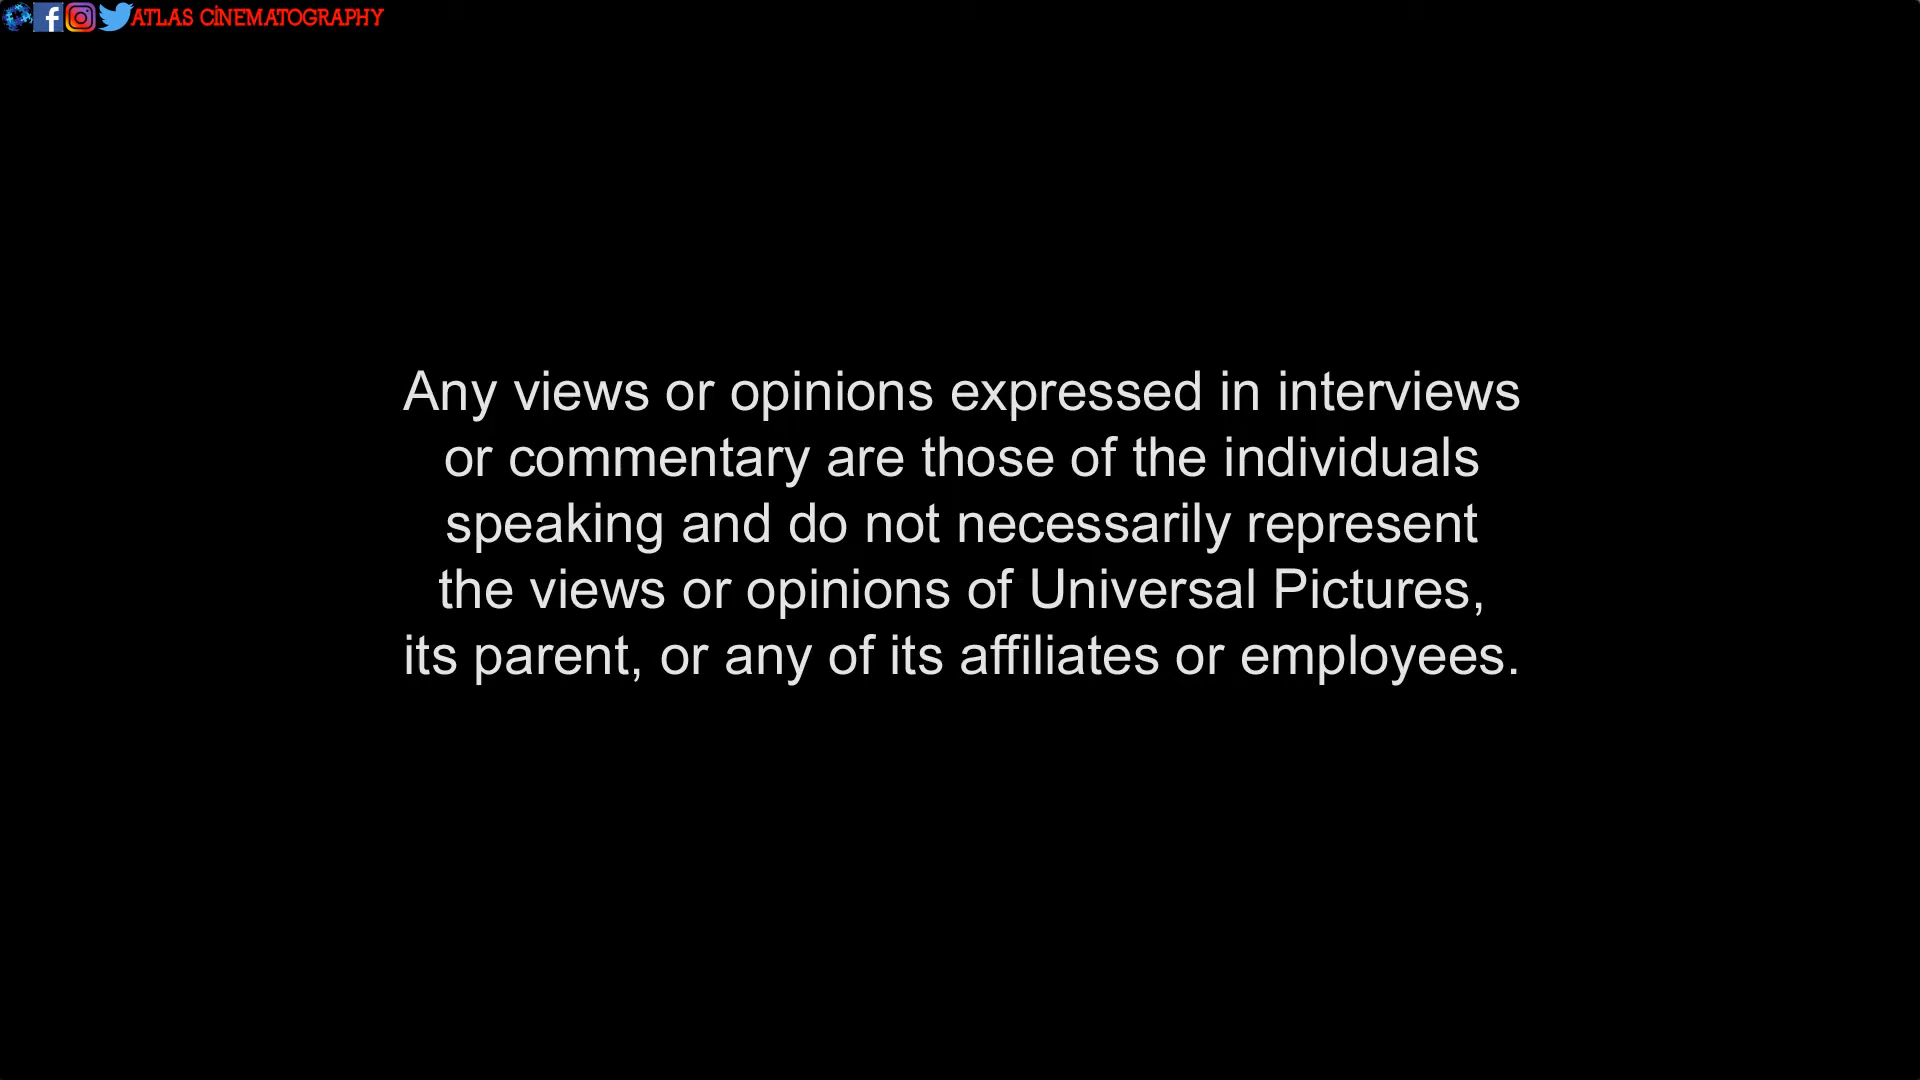 ATLAS CİNEMATOGRAPHY
Any views or opinions expressed in interviews
or commentary are those of the individuals
speaking and do not necessarily represent
the views or opinions of Universal Pictures,
its parent, or any of its affiliates or employees.